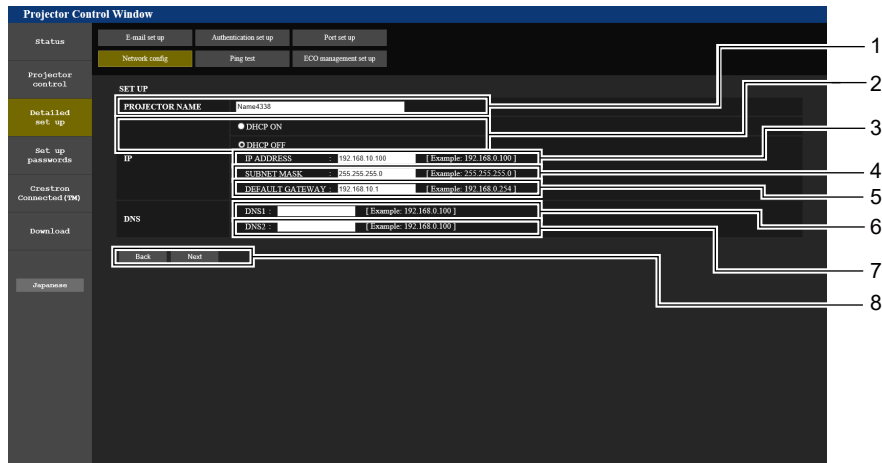 Projector Control Window
Status
Projector
control
Detailed
set up
Set up
passwords
Crestron
Connected(TM)
Download
Japanese
E-mail set up
Authentication set up
Port set up
Network config
Ping test
ECO management set up
SET UP
PROJECTOR NAME Name4338
DHCP ON
DHCP OFF
IP
IP ADDRESS : 192.168.10.100 [ Example: 192.168.0.100 ]
SUBNET MASK : 255.255.255.0 [ Example: 255.255.255.0 ]
DEFAULT GATEWAY : 192.168.10.1 [ Example: 192.168.0.254 ]
DNS
DNS1 : [ Example: 192.168.0.100 ]
DNS2 : [ Example: 192.168.0.100 ]
Back Next
1
2
3
4
5
6
7
8